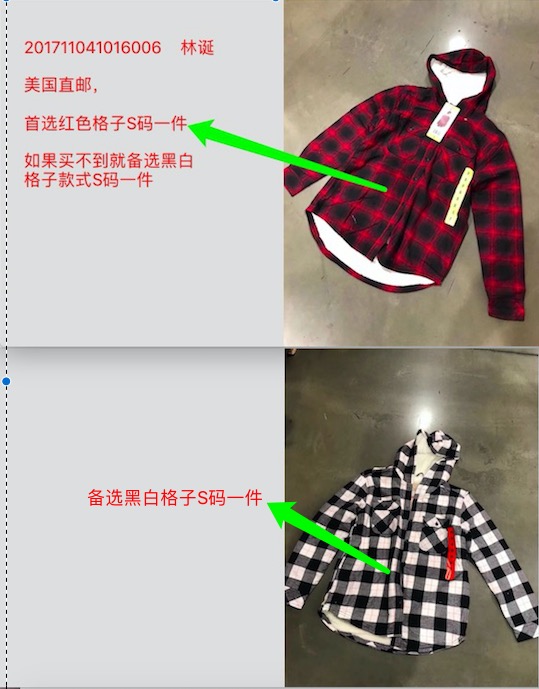 201711041016006 林诞
美国直邮，
首选红色格子S码一件
如果买不到就备选黑白
格子款式S码一件
备选黑白格子S码一件